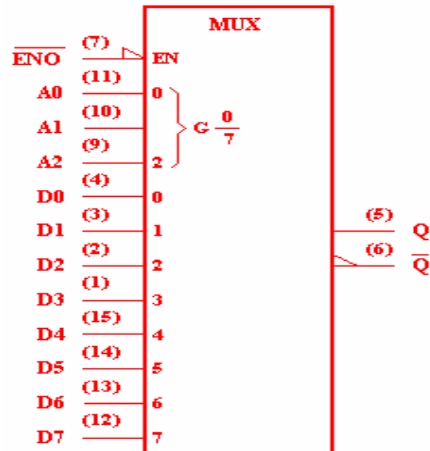 MUX
(7)
E̅N̅O̅ EN
(11)
A0 0
(10)
A1 G 0/7
(9)
A2 2
(4)
D0 0
(3) (5)
D1 1 Q
(2) (6)
D2 2 Q̅
(1)
D3 3
(15)
D4 4
(14)
D5 5
(13)
D6 6
(12)
D7 7